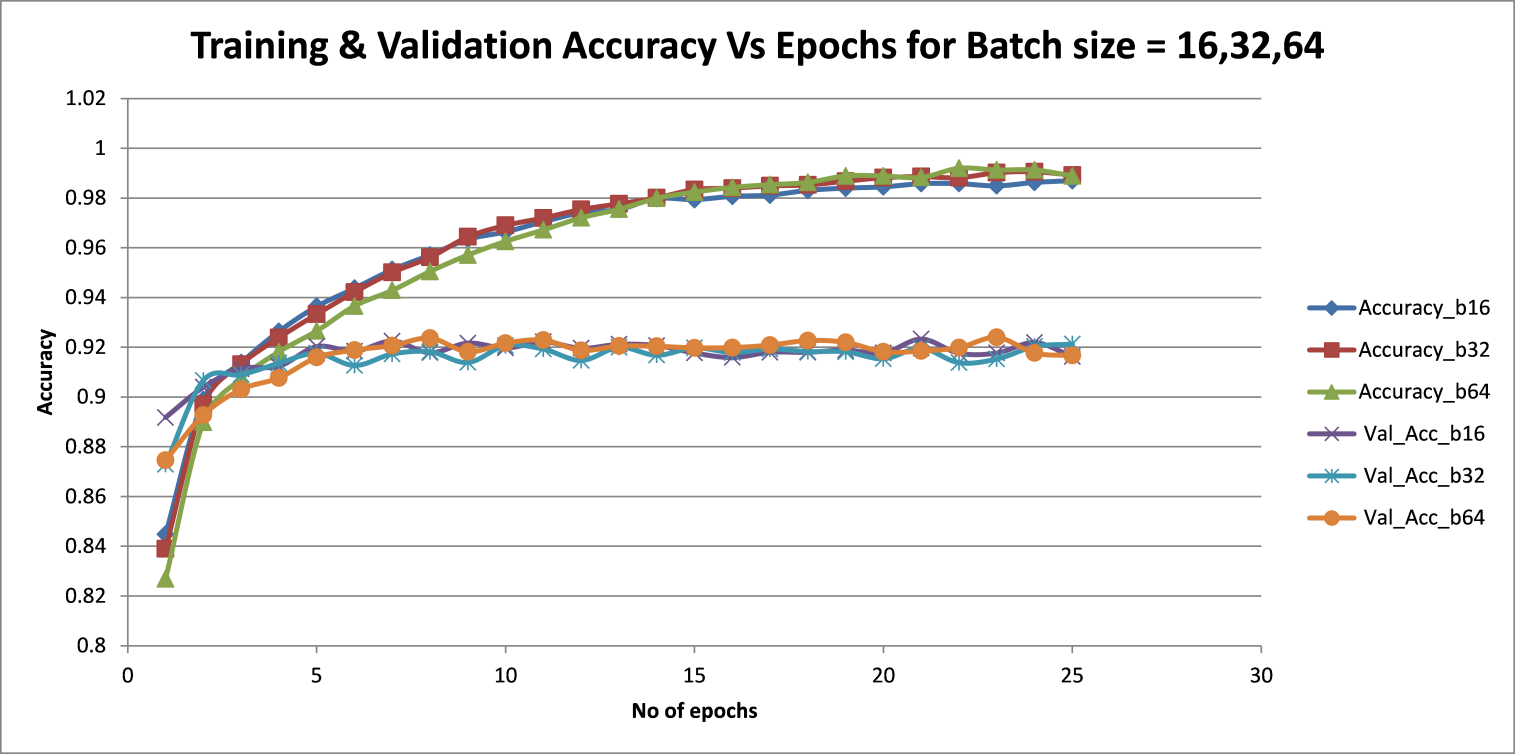 Training & Validation Accuracy Vs Epochs for Batch size = 16,32,64
1.02
1
0.98
0.96
0.94
0.92
0.9
0.88
0.86
0.84
0.82
0.8
Accuracy
0
5
10
15
20
25
30
No of epochs
Accuracy_b16
Accuracy_b32
Accuracy_b64
Val_Acc_b16
Val_Acc_b32
Val_Acc_b64